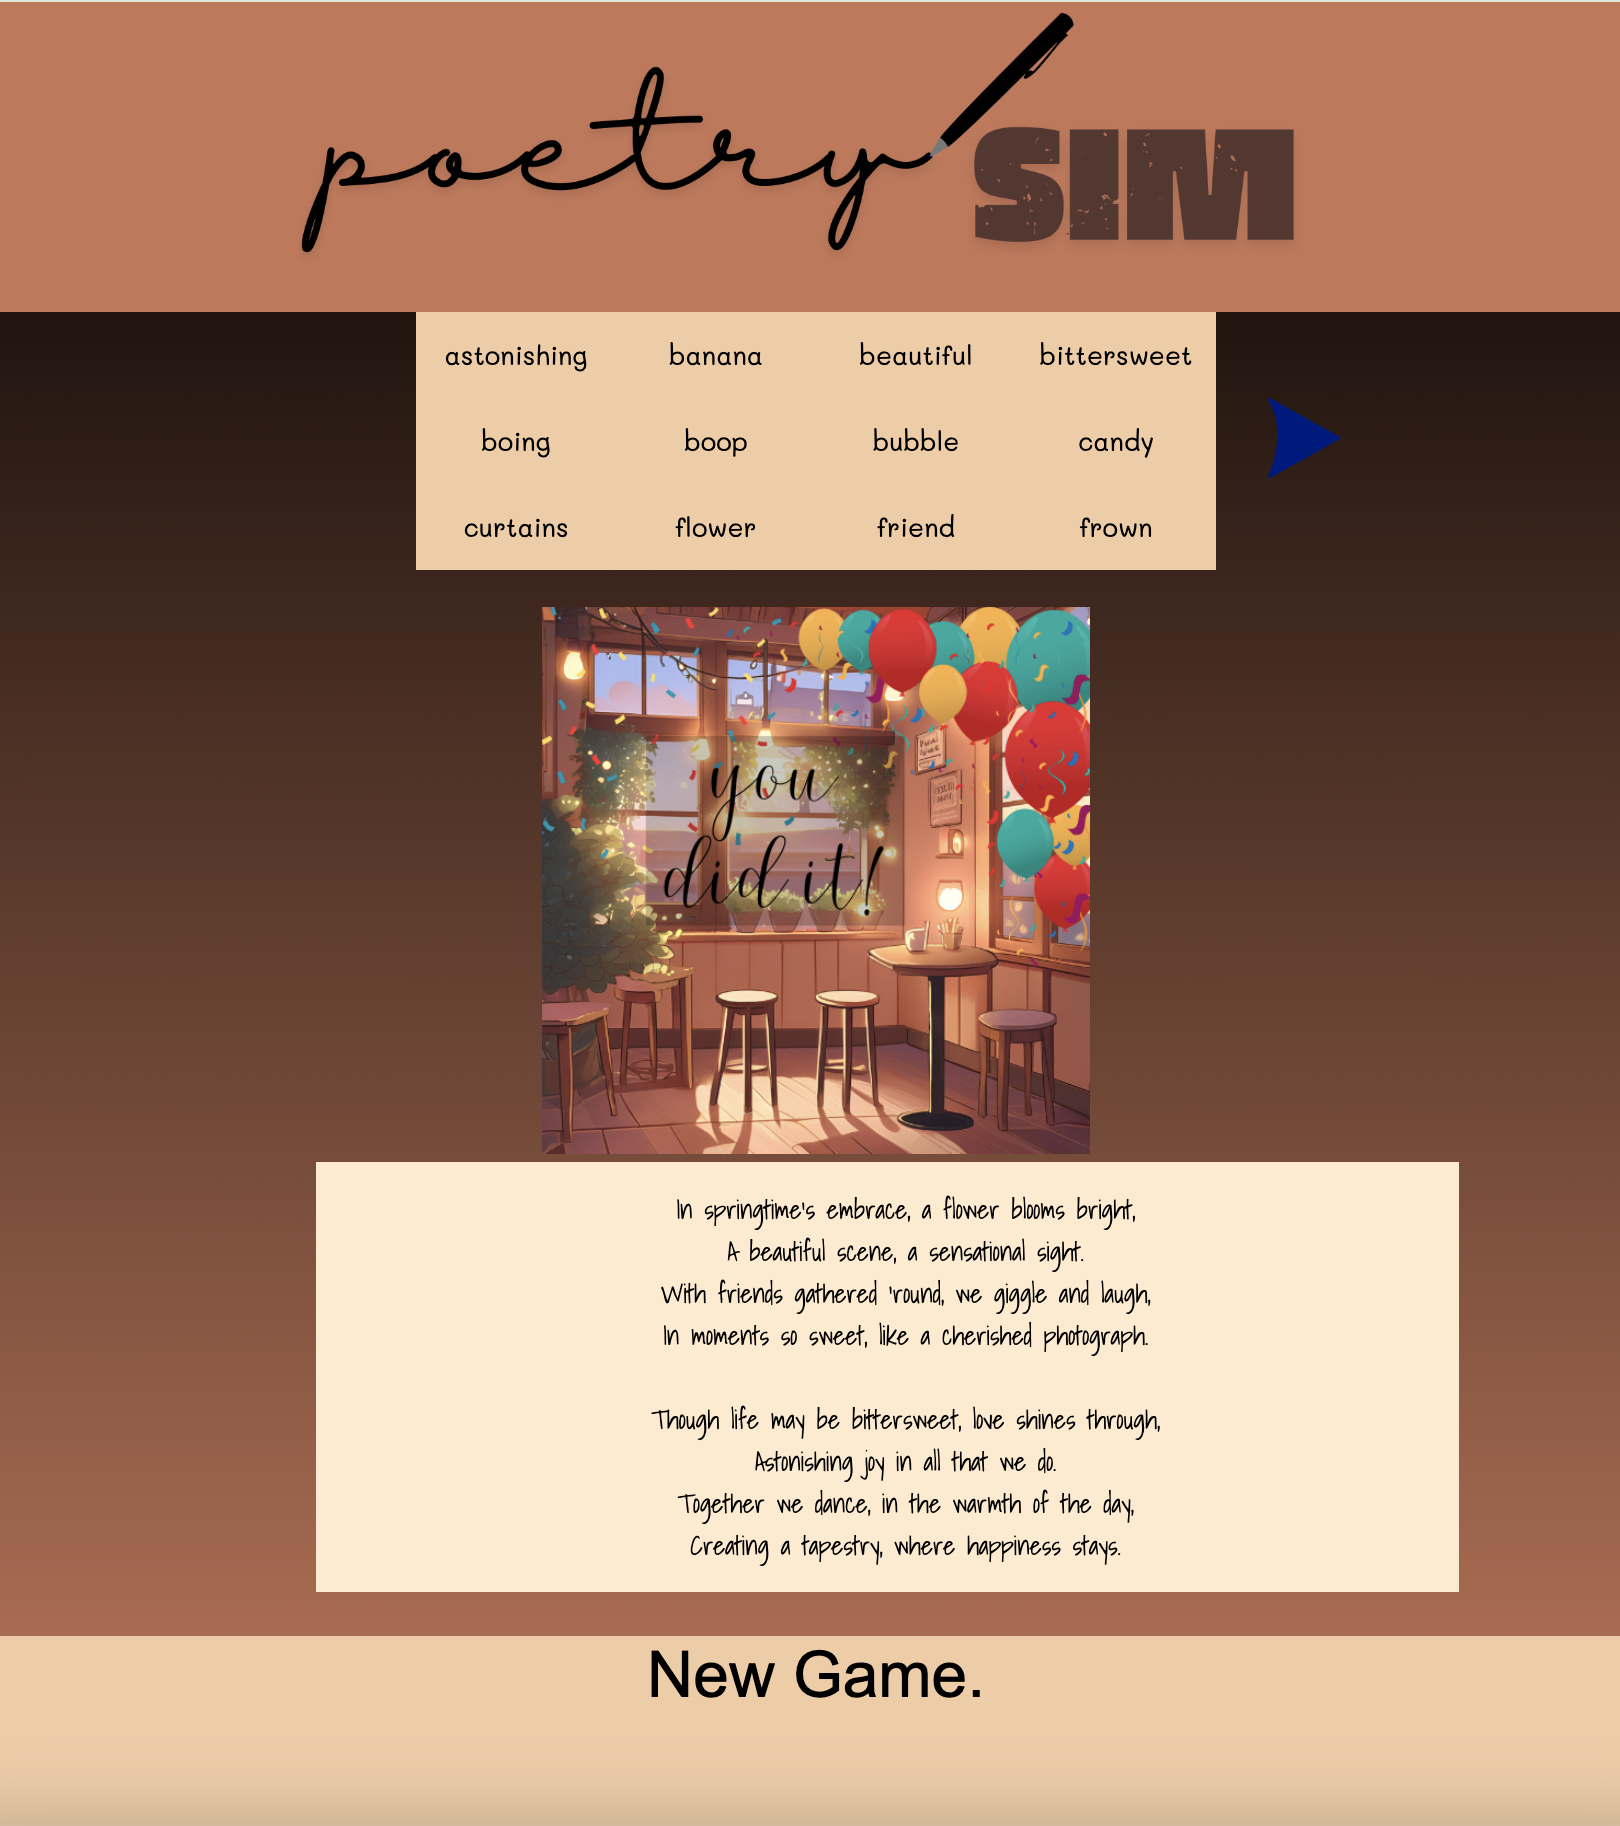 poetry SIM
astonishing banana beautiful bittersweet
boing boop bubble candy
curtains flower friend frown
you
did it!
In springtime's embrace, a flower blooms bright,
A beautiful scene, a sensational sight.
With friends gathered 'round, we giggle and laugh,
In moments so sweet, like a cherished photograph.
Though life may be bittersweet, love shines through,
Astonishing joy in all that we do.
Together we dance, in the warmth of the day,
Creating a tapestry, where happiness stays.
New Game.